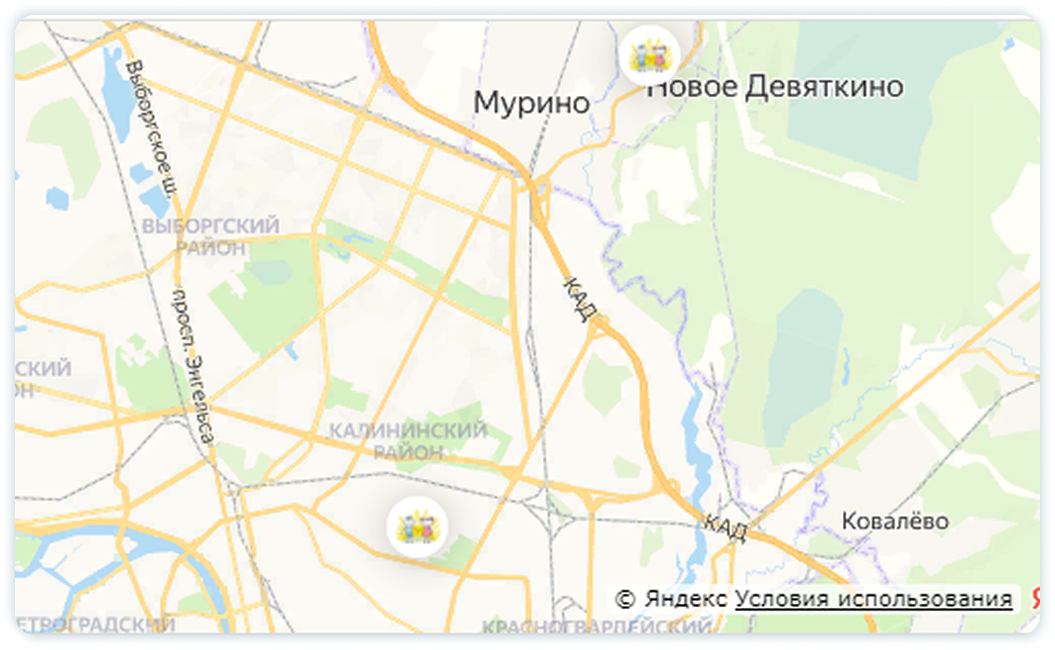 Новое Девяткино
Мурино
Выборгское ш.
ВЫБОРГСКИЙ
РАЙОН
КАД
просп. Энгельса
СКИЙ
ОН
КАЛИНИНСКИЙ
РАЙОН
КАД
Ковалёво
© Яндекс Условия использования
Я
ЕТРОГРАДСКИЙ
КРАСНОГВАРДЕЙСКИЙ